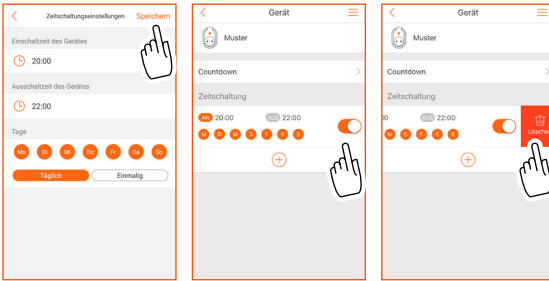 Zeitschaltungseinstellungen Speichern
Einschaltzeit des Gerätes
20:00
Ausschaltzeit des Gerätes
22:00
Tage
Mo Di Mi Do Fr Sa So
Täglich Einmalig
Gerät
Muster
Countdown
Zeitschaltung
AN 20:00 AUS 22:00
M D M D F S S
Gerät
Muster
Countdown
Zeitschaltung
00 AUS 22:00
M D F S S
Lösche